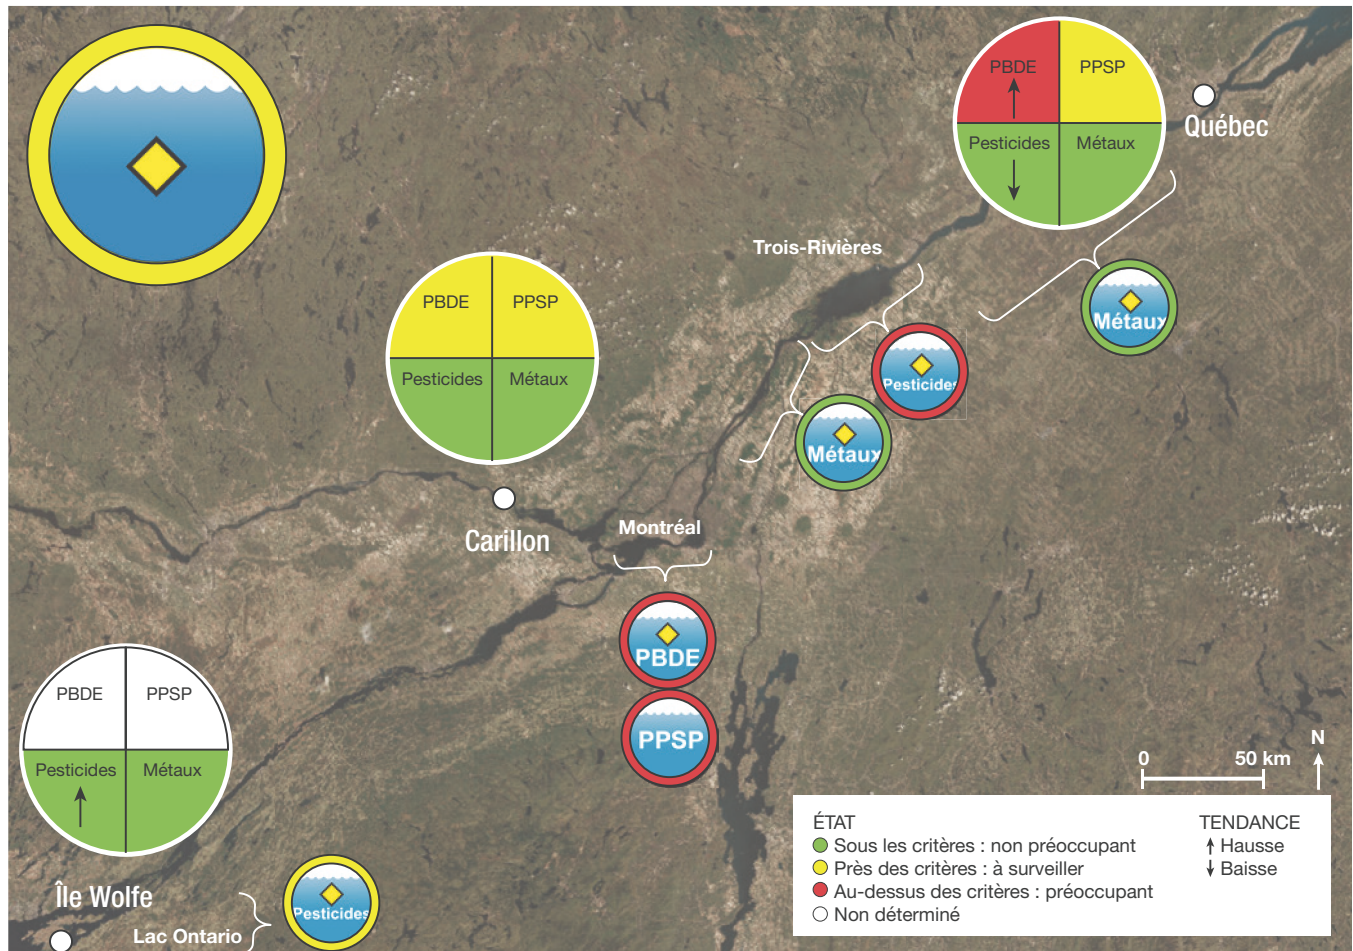 PBDE
PPSP
Pesticides
Métaux
Québec
Trois-Rivières
Métaux
PBDE
PPSP
Pesticides
Métaux
Pesticides
Métaux
Carillon
Montréal
PBDE
PPSP
PBDE
PPSP
Pesticides
Métaux
Île Wolfe
Lac Ontario
Pesticides
0
50 km
N
ÉTAT
Sous les critères : non préoccupant
Près des critères : à surveiller
Au-dessus des critères : préoccupant
Non déterminé
TENDANCE
Hausse
Baisse